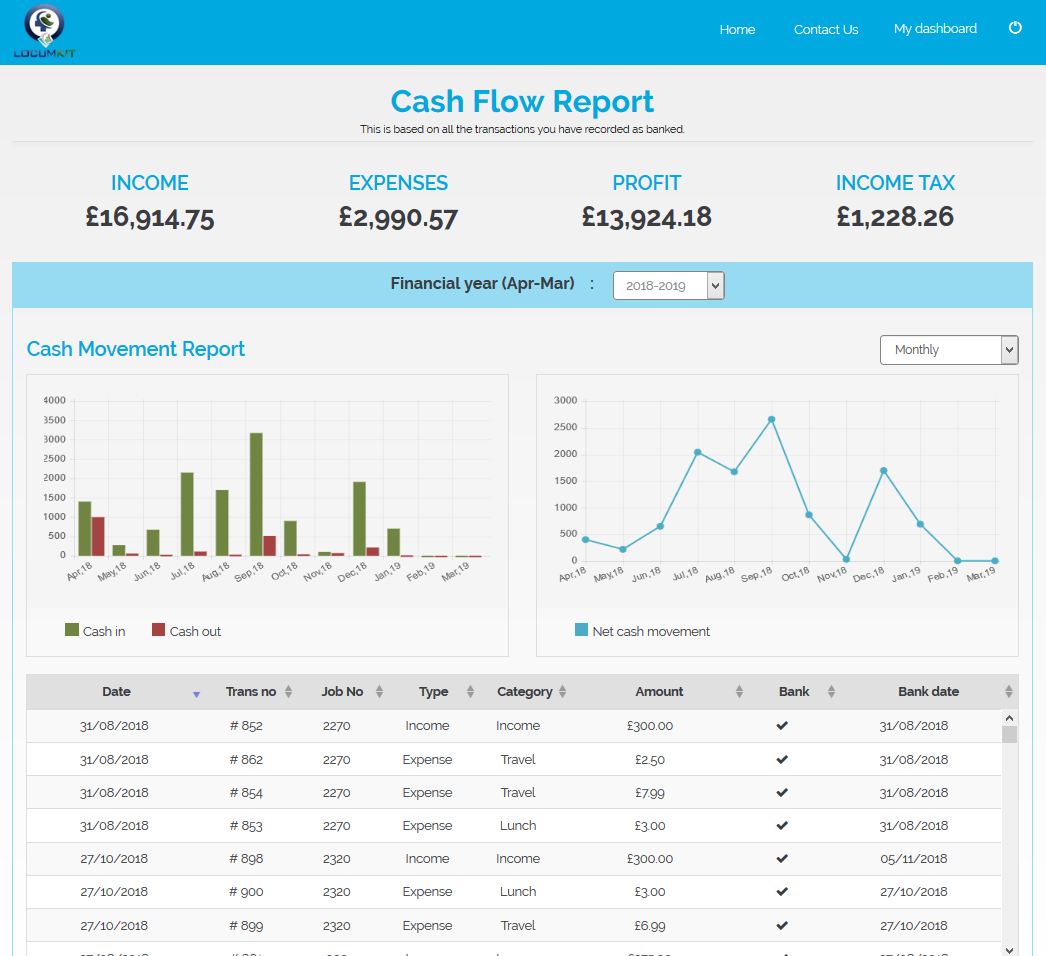 LOCUMKIT
Home Contact Us My dashboard
Cash Flow Report
This is based on all the transactions you have recorded as banked.
INCOME EXPENSES PROFIT INCOME TAX
£16,914.75 £2,990.57 £13,924.18 £1,228.26
Financial year (Apr-Mar) : 2018-2019
Cash Movement Report Monthly
4000
3500
3000
2500
2000
1500
1000
500
0
Apr,18 May,18 Jun,18 Jul,18 Aug,18 Sep,18 Oct,18 Nov,18 Dec,18 Jan,19 Feb,19 Mar,19
Cash in Cash out
3000
2500
2000
1500
1000
500
0
Apr,18 May,18 Jun,18 Jul,18 Aug,18 Sep,18 Oct,18 Nov,18 Dec,18 Jan,19 Feb,19 Mar,19
Net cash movement
Date Trans no Job No Type Category Amount Bank Bank date
31/08/2018 # 852 2270 Income Income £300.00 ✔ 31/08/2018
31/08/2018 # 862 2270 Expense Travel £2.50 ✔ 31/08/2018
31/08/2018 # 854 2270 Expense Travel £7.99 ✔ 31/08/2018
31/08/2018 # 853 2270 Expense Lunch £3.00 ✔ 31/08/2018
27/10/2018 # 898 2320 Income Income £300.00 ✔ 05/11/2018
27/10/2018 # 900 2320 Expense Lunch £3.00 ✔ 27/10/2018
27/10/2018 # 899 2320 Expense Travel £6.99 ✔ 27/10/2018